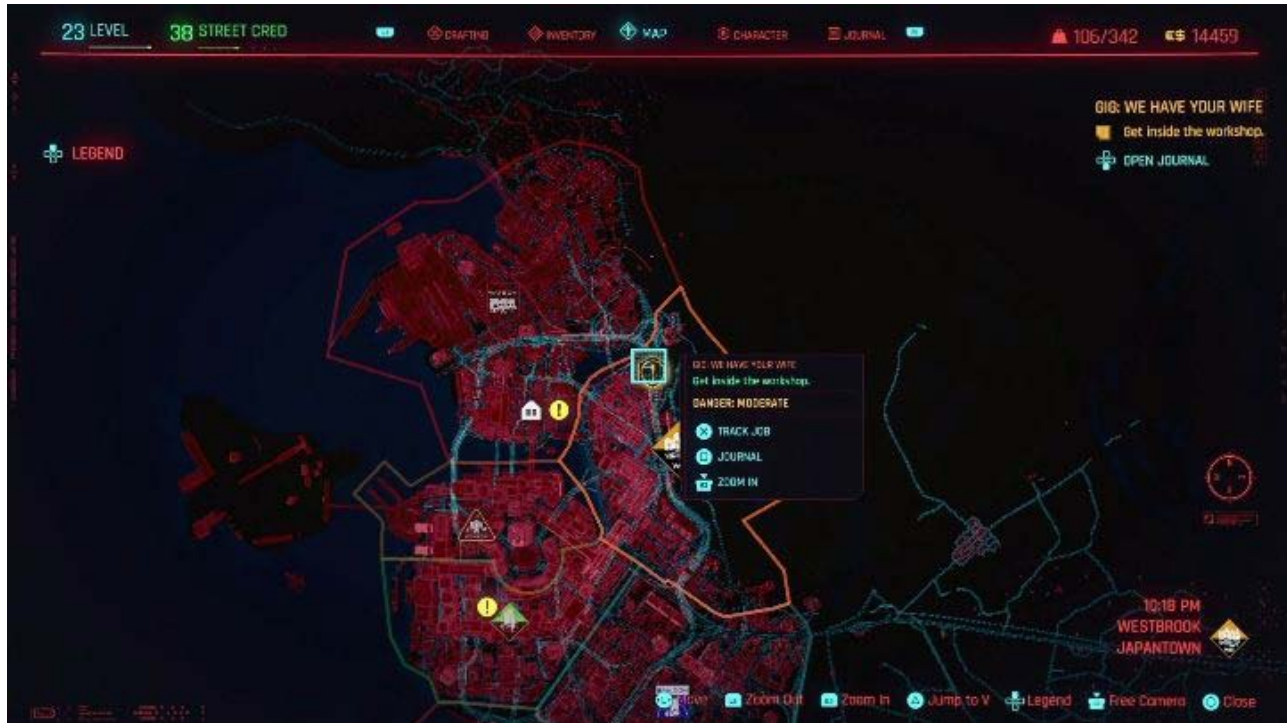 23 LEVEL
38 STREET CRED
CRAFTING
INVENTORY
MAP
CHARACTER
JOURNAL
106/342
€$ 14459
LEGEND
GIG: WE HAVE YOUR WIFE
Get inside the workshop.
OPEN JOURNAL
GIG: WE HAVE YOUR WIFE
Get inside the workshop.
DANGER: MODERATE
TRACK JOB
JOURNAL
ZOOM IN
10:18 PM
WESTBROOK
JAPANTOWN
Zoom Out
Zoom In
Jump to V
Legend
Free Camera
Close